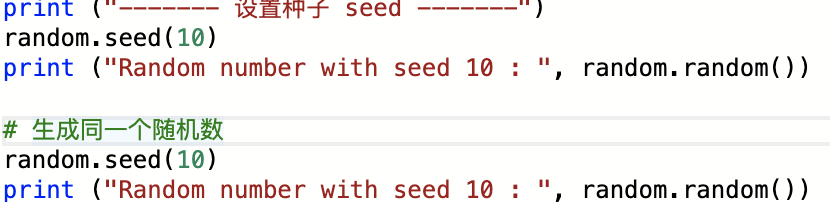 print ("------- 设置种子 seed -------")
random.seed(10)
print ("Random number with seed 10 : ", random.random())
# 生成同一个随机数
random.seed(10)
print ("Random number with seed 10 : ", random.random())